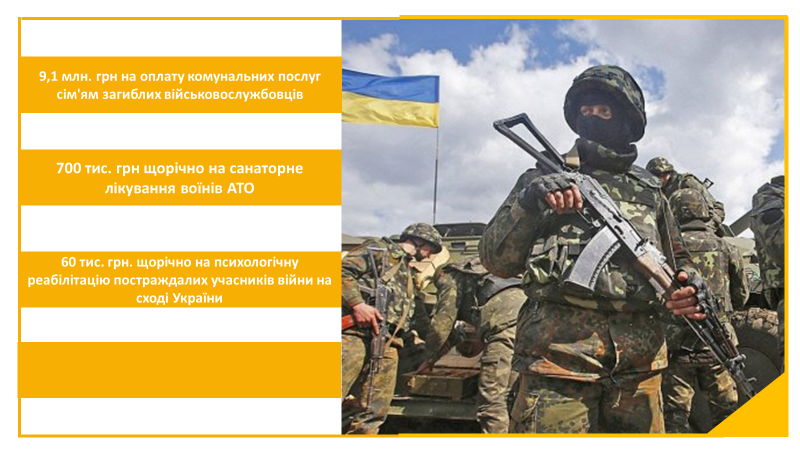 9,1 млн. грн на оплату комунальних послуг
сім'ям загиблих військовослужбовців
700 тис. грн щорічно на санаторне
лікування воїнів АТО
60 тис. грн. щорічно на психологічну
реабілітацію постраждалих учасників війни на
сході України